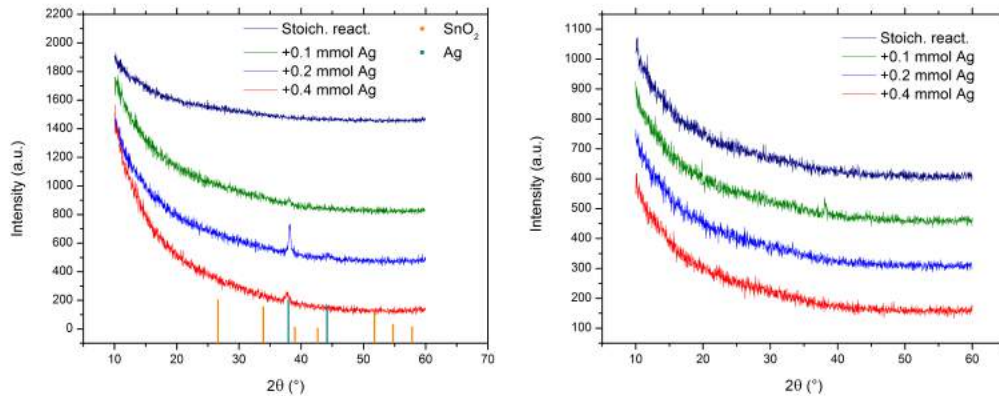 2200
2000
1800
1600
1400
1200
1000
800
600
400
200
0
Intensity (a.u.)
10 20 30 40 50 60 70
2θ (°)
Stoich. react.
+0.1 mmol Ag
+0.2 mmol Ag
+0.4 mmol Ag
SnO₂
Ag
1100
1000
900
800
700
600
500
400
300
200
100
Intensity (a.u.)
10 20 30 40 50 60
2θ (°)
Stoich. react.
+0.1 mmol Ag
+0.2 mmol Ag
+0.4 mmol Ag